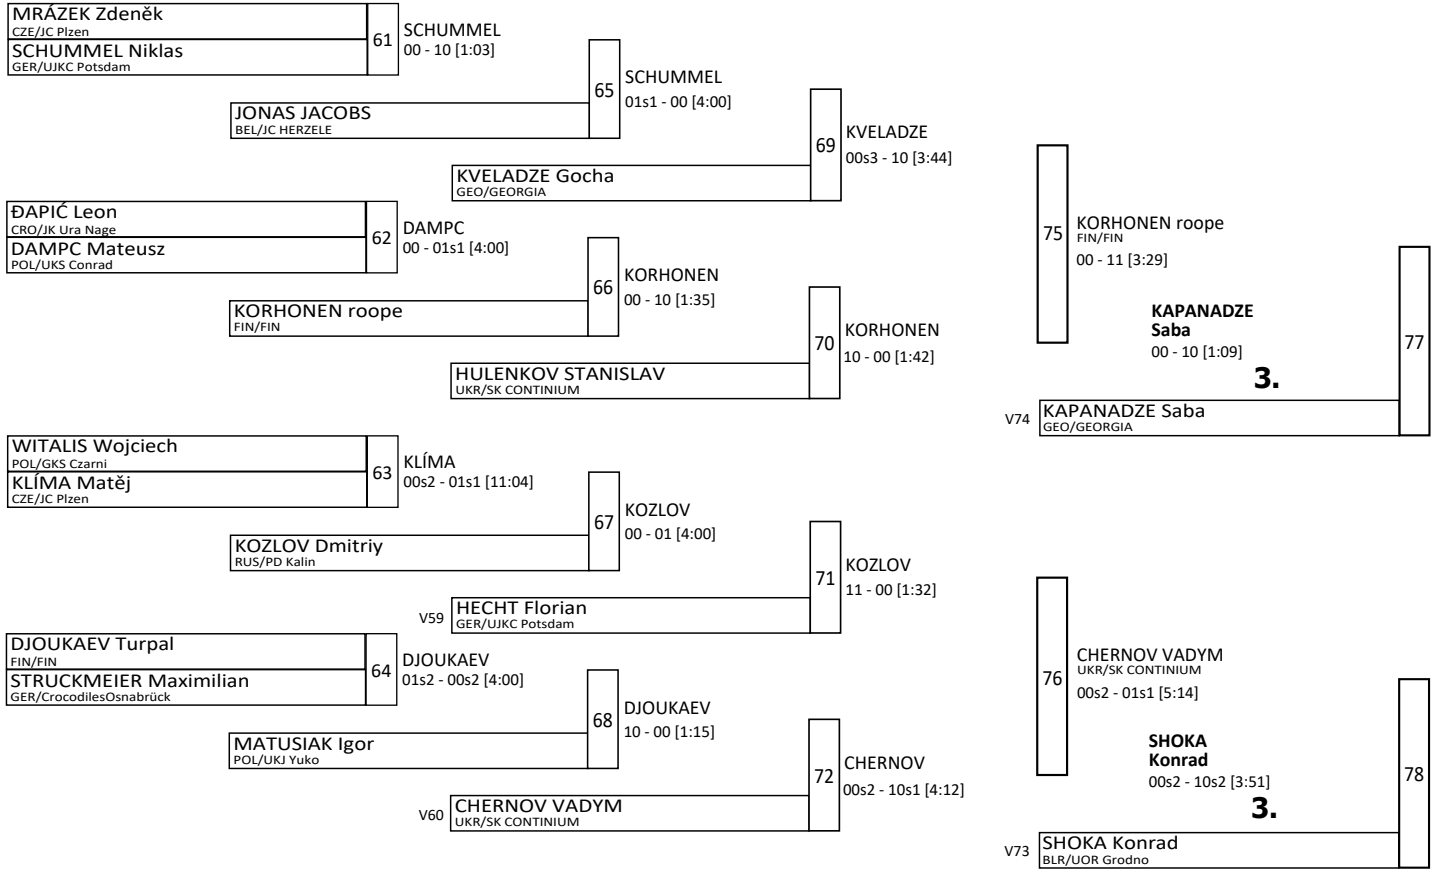 MRÁZEK Zdeněk
CZE/JC Plzen
SCHUMMEL Niklas
GER/UJKC Potsdam
61
SCHUMMEL
00 - 10 [1:03]
JONAS JACOBS
BEL/JC HERZELE
65
SCHUMMEL
01s1 - 00 [4:00]
KVELADZE Gocha
GEO/GEORGIA
69
KVELADZE
00s3 - 10 [3:44]
ĐAPIĆ Leon
CRO/JK Ura Nage
DAMPC Mateusz
POL/UKS Conrad
62
DAMPC
00 - 01s1 [4:00]
KORHONEN roope
FIN/FIN
66
KORHONEN
00 - 10 [1:35]
HULENKOV STANISLAV
UKR/SK CONTINIUM
70
KORHONEN
10 - 00 [1:42]
75
KORHONEN roope
FIN/FIN
00 - 11 [3:29]
KAPANADZE
Saba
00 - 10 [1:09]
3.
77
V74
KAPANADZE Saba
GEO/GEORGIA
WITALIS Wojciech
POL/GKS Czarni
KLÍMA Matěj
CZE/JC Plzen
63
KLÍMA
00s2 - 01s1 [11:04]
KOZLOV Dmitriy
RUS/PD Kalin
67
KOZLOV
00 - 01 [4:00]
V59
HECHT Florian
GER/UJKC Potsdam
71
KOZLOV
11 - 00 [1:32]
DJOUKAEV Turpal
FIN/FIN
STRUCKMEIER Maximilian
GER/CrocodilesOsnabrück
64
DJOUKAEV
01s2 - 00s2 [4:00]
MATUSIAK Igor
POL/UKJ Yuko
68
DJOUKAEV
10 - 00 [1:15]
V60
CHERNOV VADYM
UKR/SK CONTINIUM
72
CHERNOV
00s2 - 10s1 [4:12]
76
CHERNOV VADYM
UKR/SK CONTINIUM
00s2 - 01s1 [5:14]
SHOKA
Konrad
00s2 - 10s2 [3:51]
3.
78
V73
SHOKA Konrad
BLR/UOR Grodno